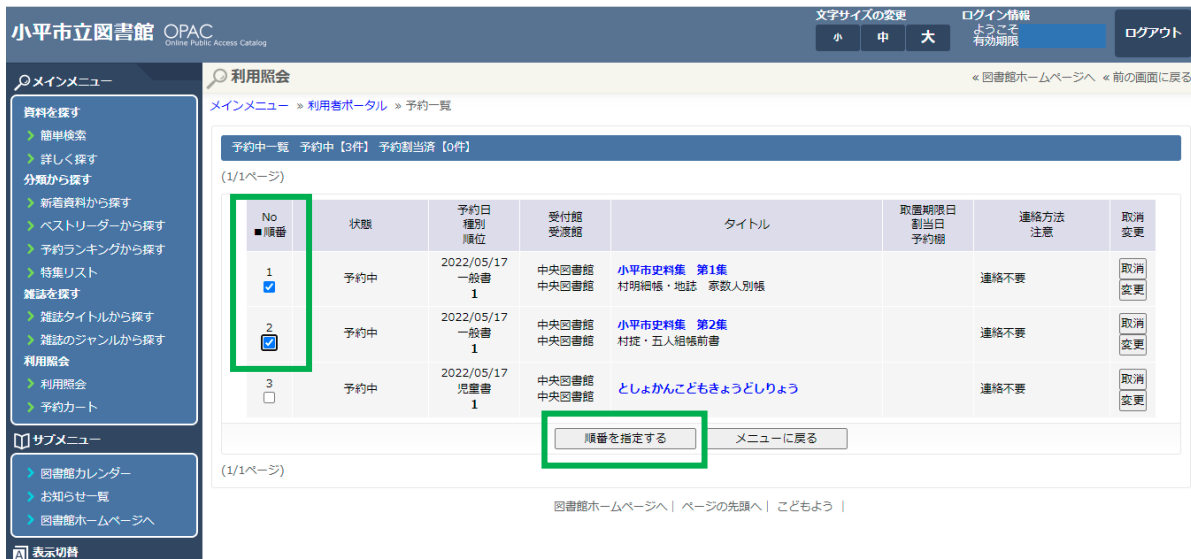 小平市立図書館 OPAC
Online Public Access Catalog
文字サイズの変更
小 中 大
ログイン情報
ようこそ
有効期限
ログアウト
メインメニュー
資料を探す
簡単検索
詳しく探す
分類から探す
新着資料から探す
ベストリーダーから探す
予約ランキングから探す
特集リスト
雑誌を探す
雑誌タイトルから探す
雑誌のジャンルから探す
利用照会
利用照会
予約カート
サブメニュー
図書館カレンダー
お知らせ一覧
図書館ホームページへ
表示切替
利用照会
«図書館ホームページへ «前の画面に戻る
メインメニュー » 利用者ポータル » 予約一覧
予約中一覧 予約中【3件】 予約割当済【0件】
(1/1ページ)
No
■順番
状態
予約日
種別
順位
受付館
受渡館
タイトル
取置期限日
割当日
予約棚
連絡方法
注意
取消
変更
1
予約中
2022/05/17
一般書
1
中央図書館
中央図書館
小平市史料集 第1集
村明細帳・地誌 家数人別帳
連絡不要
取消
変更
2
予約中
2022/05/17
一般書
1
中央図書館
中央図書館
小平市史料集 第2集
村掟・五人組帳前書
連絡不要
取消
変更
3
予約中
2022/05/17
児童書
1
中央図書館
中央図書館
としょかんこどもきょうどしりょう
連絡不要
取消
変更
順番を指定する メニューに戻る
(1/1ページ)
図書館ホームページへ| ページの先頭へ| こどもよう |